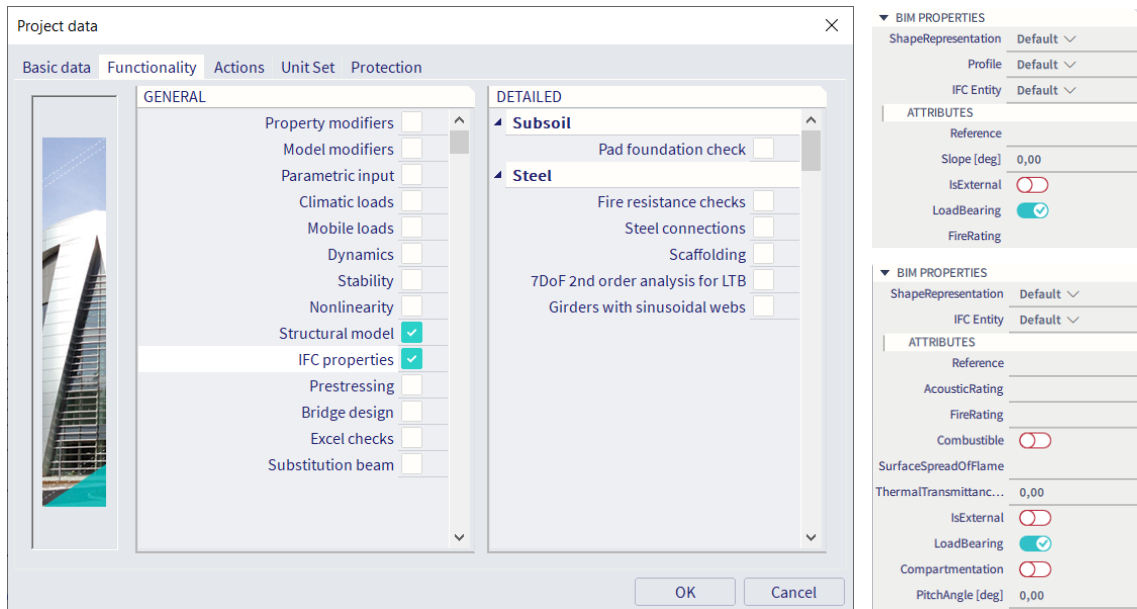 Project data
Basic data Functionality Actions Unit Set Protection
GENERAL
Property modifiers
Model modifiers
Parametric input
Climatic loads
Mobile loads
Dynamics
Stability
Nonlinearity
Structural model
IFC properties
Prestressing
Bridge design
Excel checks
Substitution beam
DETAILED
Subsoil
Pad foundation check
Steel
Fire resistance checks
Steel connections
Scaffolding
7DoF 2nd order analysis for LTB
Girders with sinusoidal webs
OK Cancel
BIM PROPERTIES
ShapeRepresentation Default
Profile Default
IFC Entity Default
ATTRIBUTES
Reference
Slope [deg] 0,00
IsExternal
LoadBearing
FireRating
BIM PROPERTIES
ShapeRepresentation Default
IFC Entity Default
ATTRIBUTES
Reference
AcousticRating
FireRating
Combustible
SurfaceSpreadOfFlame
ThermalTransmittanc... 0,00
IsExternal
LoadBearing
Compartmentation
PitchAngle [deg] 0,00